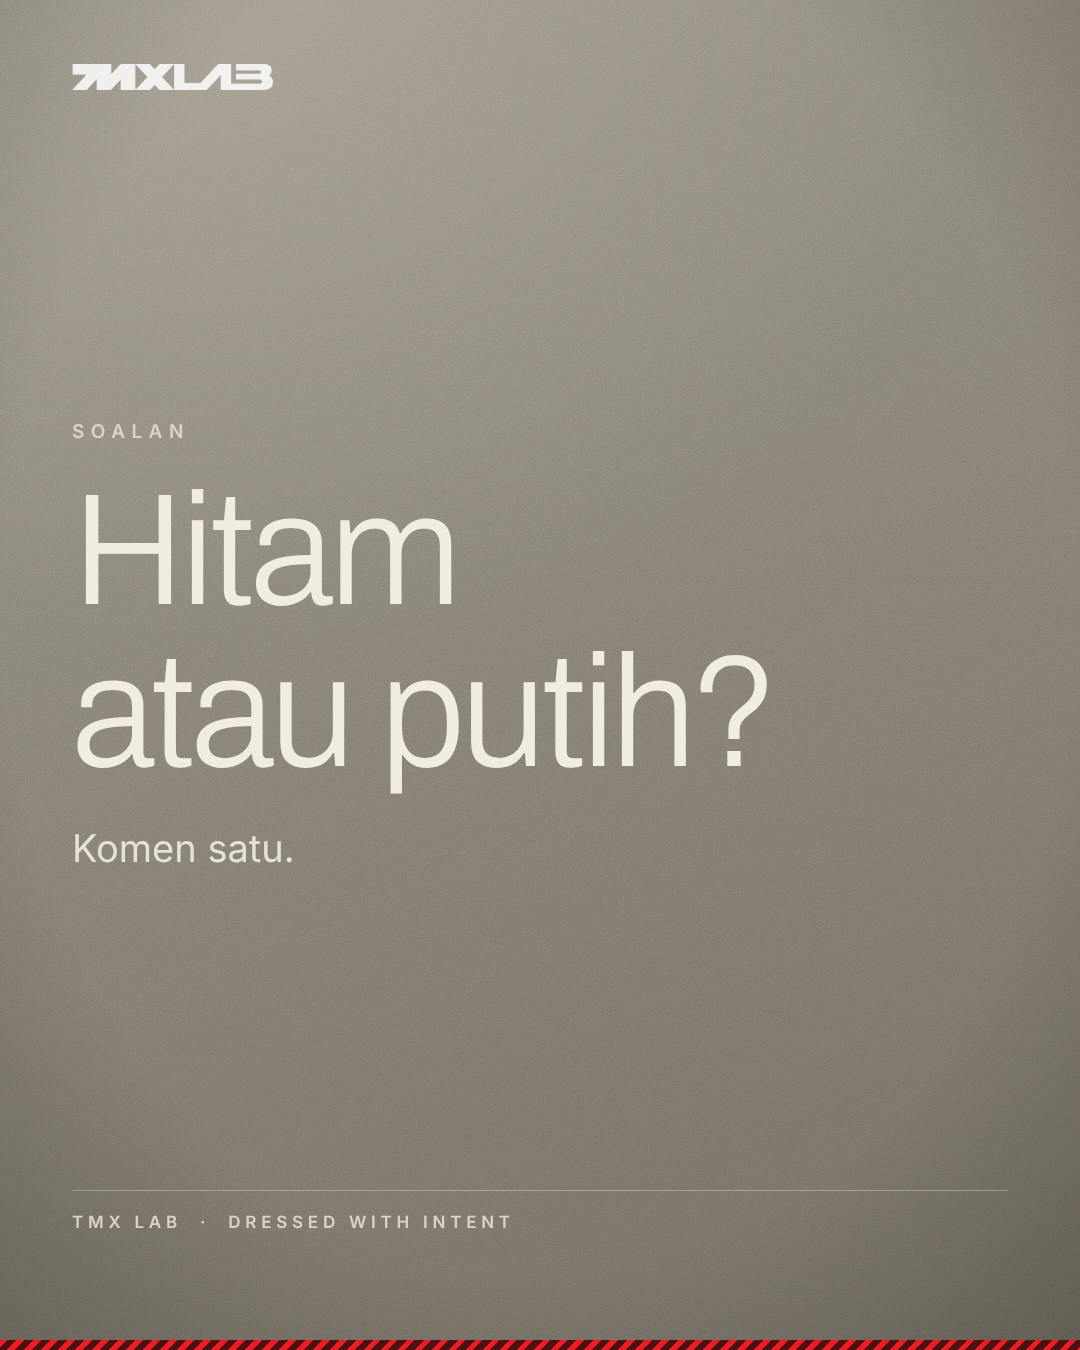 TMXLAB
SOALAN
Hitam
atau putih?
Komen satu.
TMX LAB · DRESSED WITH INTENT